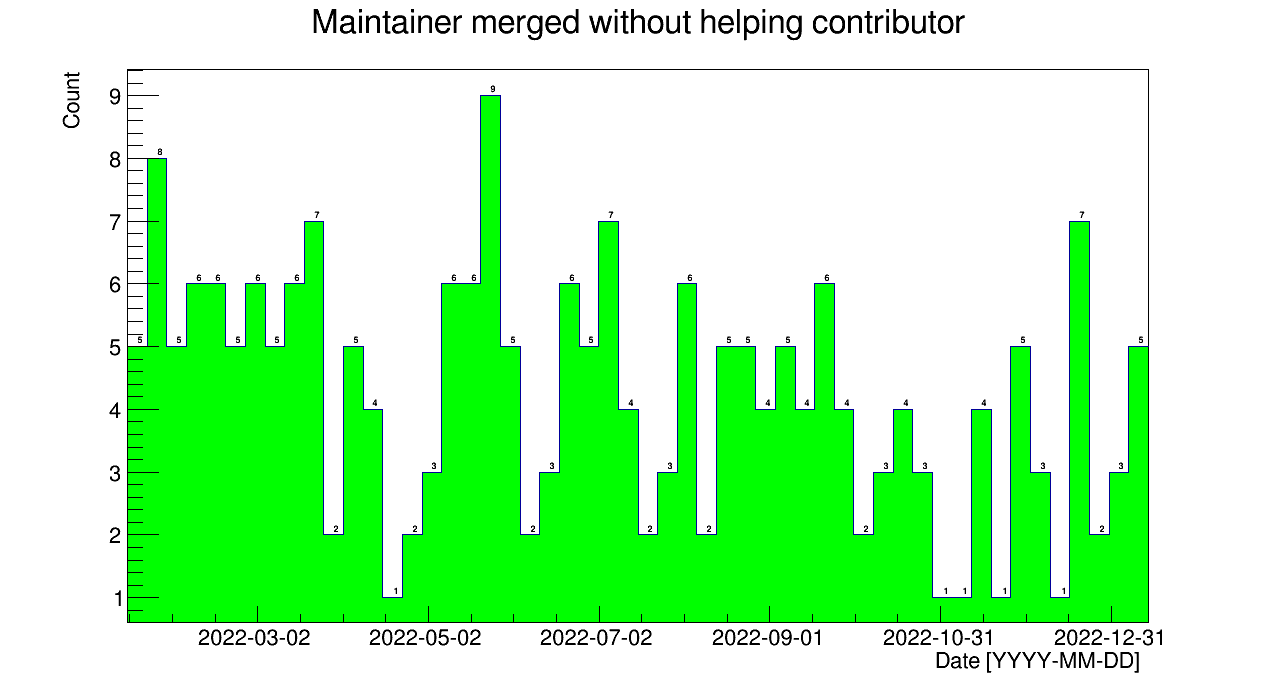 Maintainer merged without helping contributor
Count
9
9
8
8
7 7 7
7
6 6 6 6 6 6 6 6 6
6
5 5 5 5 5 5 5 5 5 5 5 5
5
4 4 4 4 4 4 4
4
3 3 3 3 3 3 3
3
2 2 2 2 2 2 2
2
1 1 1 1 1
1
2022-03-02 2022-05-02 2022-07-02 2022-09-01 2022-10-31 2022-12-31
Date [YYYY-MM-DD]